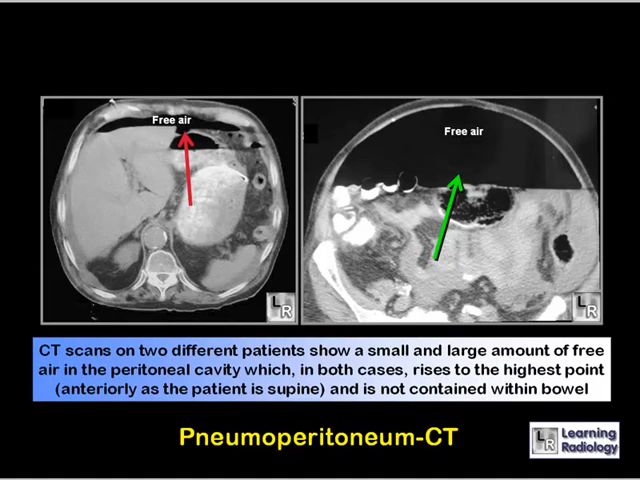 Free air
Free air
L
R
L
R
CT scans on two different patients show a small and large amount of free
air in the peritoneal cavity which, in both cases, rises to the highest point
(anteriorly as the patient is supine) and is not contained within bowel
Pneumoperitoneum-CT
L
R
Learning
Radiology